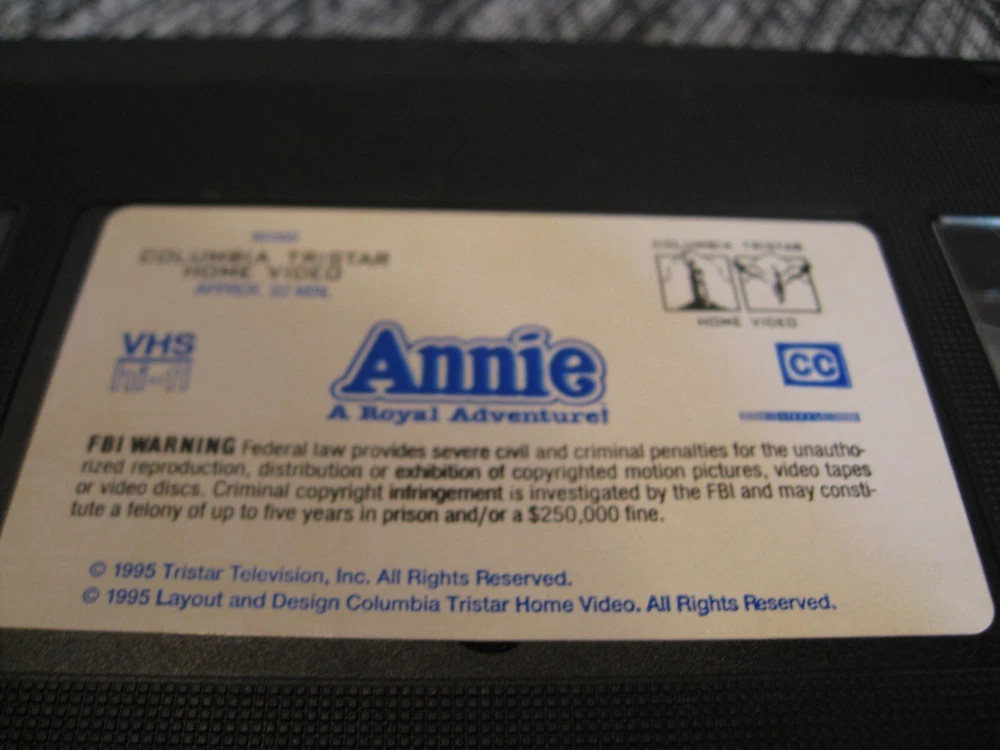 COLUMBIA TRISTAR
HOME VIDEO
COLUMBIA TRISTAR
HOME VIDEO
VHS
hi-fi
Annie
A Royal Adventure!
CC
FBI WARNING Federal law provides severe civil and criminal penalties for the unautho-
rized reproduction, distribution or exhibition of copyrighted motion pictures, video tapes
or video discs. Criminal copyright infringement is investigated by the FBI and may consti-
tute a felony of up to five years in prison and/or a $250,000 fine.
© 1995 Tristar Television, Inc. All Rights Reserved.
© 1995 Layout and Design Columbia Tristar Home Video. All Rights Reserved.